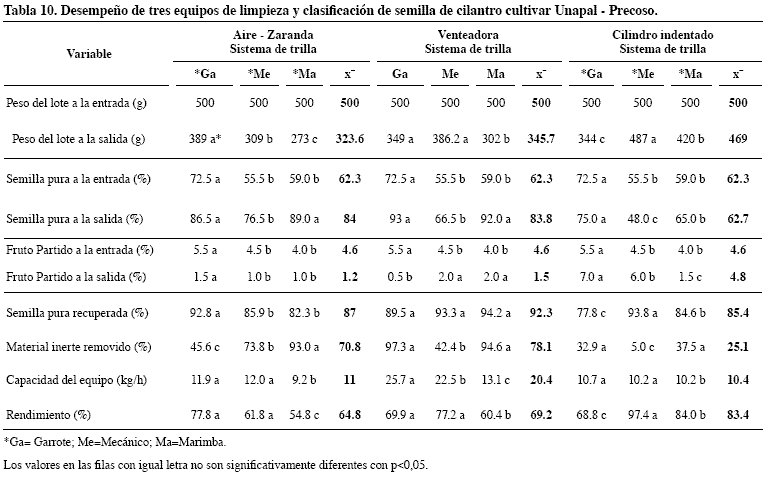 Tabla 10. Desempeño de tres equipos de limpieza y clasificación de semilla de cilantro cultivar Unapal - Precoso.
Variable Aire - Zaranda Venteadora Cilindro indentado
Sistema de trilla Sistema de trilla Sistema de trilla
*Ga *Me *Ma x¯ Ga Me Ma x¯ *Ga *Me *Ma x¯
Peso del lote a la entrada (g) 500 500 500 500 500 500 500 500 500 500 500 500
Peso del lote a la salida (g) 389 a* 309 b 273 c 323.6 349 a 386.2 a 302 b 345.7 344 c 487 a 420 b 469
Semilla pura a la entrada (%) 72.5 a 55.5 b 59.0 b 62.3 72.5 a 55.5 b 59.0 b 62.3 72.5 a 55.5 b 59.0 b 62.3
Semilla pura a la salida (%) 86.5 a 76.5 b 89.0 a 84 93 a 66.5 b 92.0 a 83.8 75.0 a 48.0 c 65.0 b 62.7
Fruto Partido a la entrada (%) 5.5 a 4.5 b 4.0 b 4.6 5.5 a 4.5 b 4.0 b 4.6 5.5 a 4.5 b 4.0 b 4.6
Fruto Partido a la salida (%) 1.5 a 1.0 b 1.0 b 1.2 0.5 b 2.0 a 2.0 a 1.5 7.0 a 6.0 b 1.5 c 4.8
Semilla pura recuperada (%) 92.8 a 85.9 b 82.3 b 87 89.5 a 93.3 a 94.2 a 92.3 77.8 c 93.8 a 84.6 b 85.4
Material inerte removido (%) 45.6 c 73.8 b 93.0 a 70.8 97.3 a 42.4 b 94.6 a 78.1 32.9 a 5.0 c 37.5 a 25.1
Capacidad del equipo (kg/h) 11.9 a 12.0 a 9.2 b 11 25.7 a 22.5 b 13.1 c 20.4 10.7 a 10.2 a 10.2 b 10.4
Rendimiento (%) 77.8 a 61.8 a 54.8 c 64.8 69.9 a 77.2 a 60.4 b 69.2 68.8 c 97.4 a 84.0 b 83.4
*Ga= Garrote; Me=Mecánico; Ma=Marimba.
Los valores en las filas con igual letra no son significativamente diferentes con p<0,05.